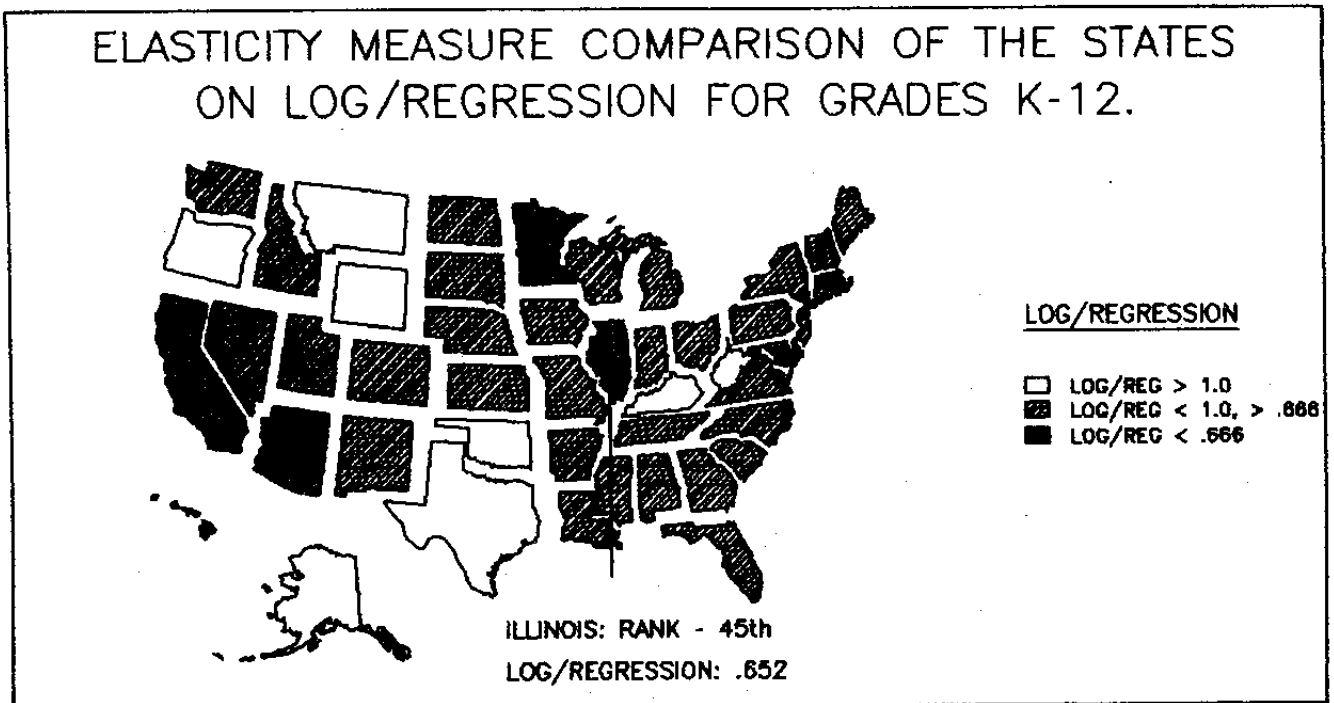 ELASTICITY MEASURE COMPARISON OF THE STATES
ON LOG/REGRESSION FOR GRADES K-12.
LOG/REGRESSION
LOG/REG > 1.0
LOG/REG < 1.0, > .666
LOG/REG < .666
ILLINOIS: RANK - 45th
LOG/REGRESSION: .652